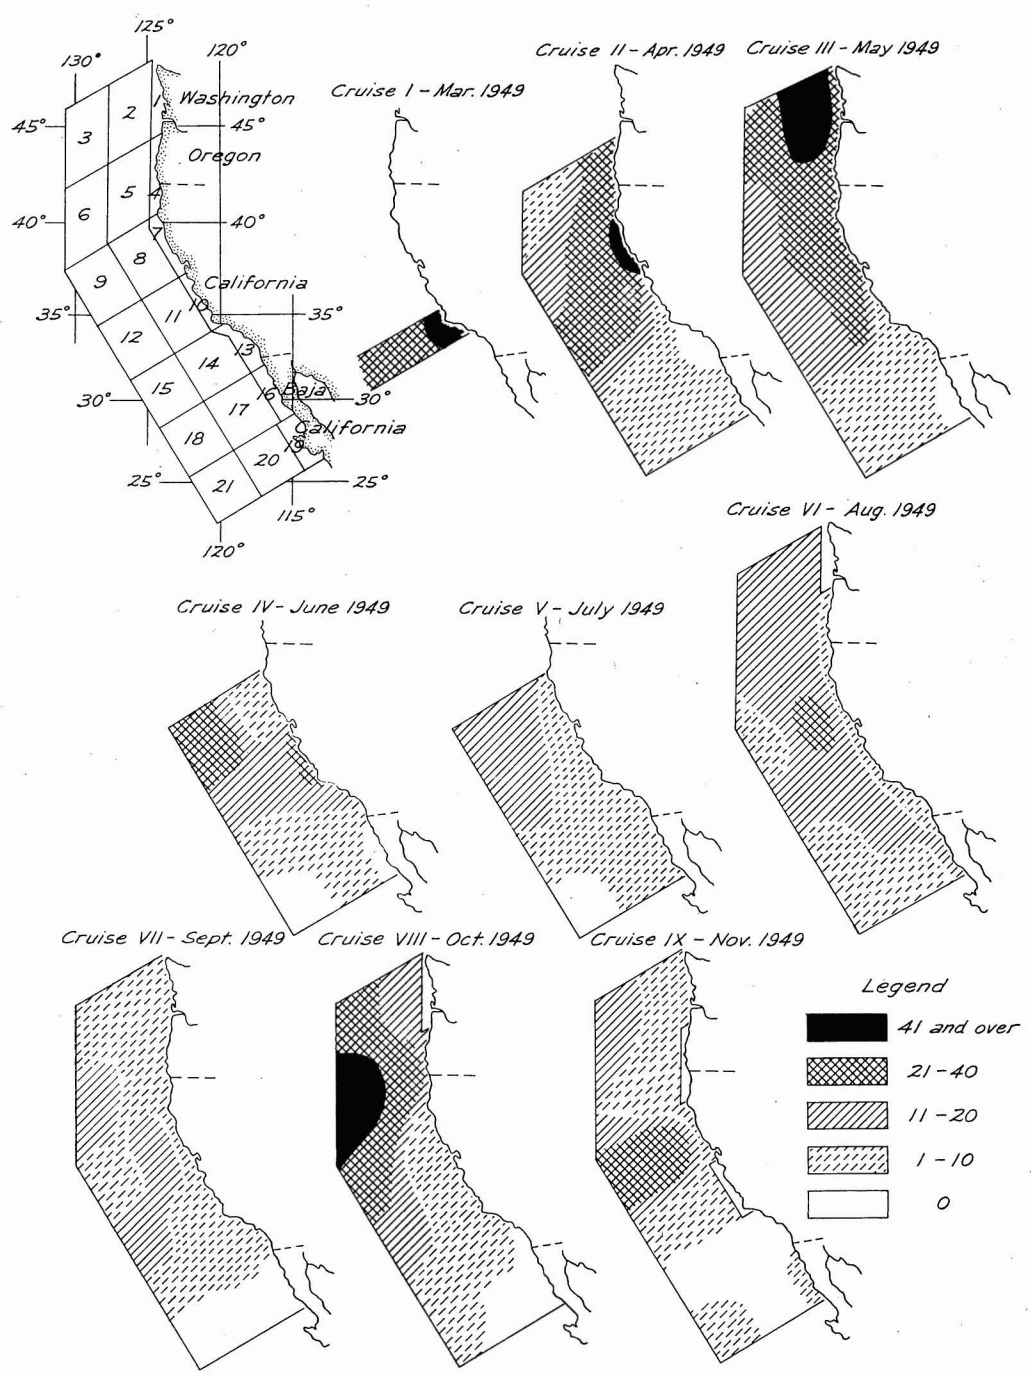 125°
130°
120°
Cruise I - Mar. 1949
Cruise II - Apr. 1949
Cruise III - May 1949
Washington
45°
45°
Oregon
40°
40°
California
35°
35°
30°
30°
Baja
California
25°
25°
115°
120°
1
2
3
4
5
6
7
8
9
10
11
12
13
14
15
16
17
18
19
20
21
Cruise IV - June 1949
Cruise V - July 1949
Cruise VI - Aug. 1949
Cruise VII - Sept. 1949
Cruise VIII - Oct. 1949
Cruise IX - Nov. 1949
Legend
41 and over
21 - 40
11 - 20
1 - 10
0